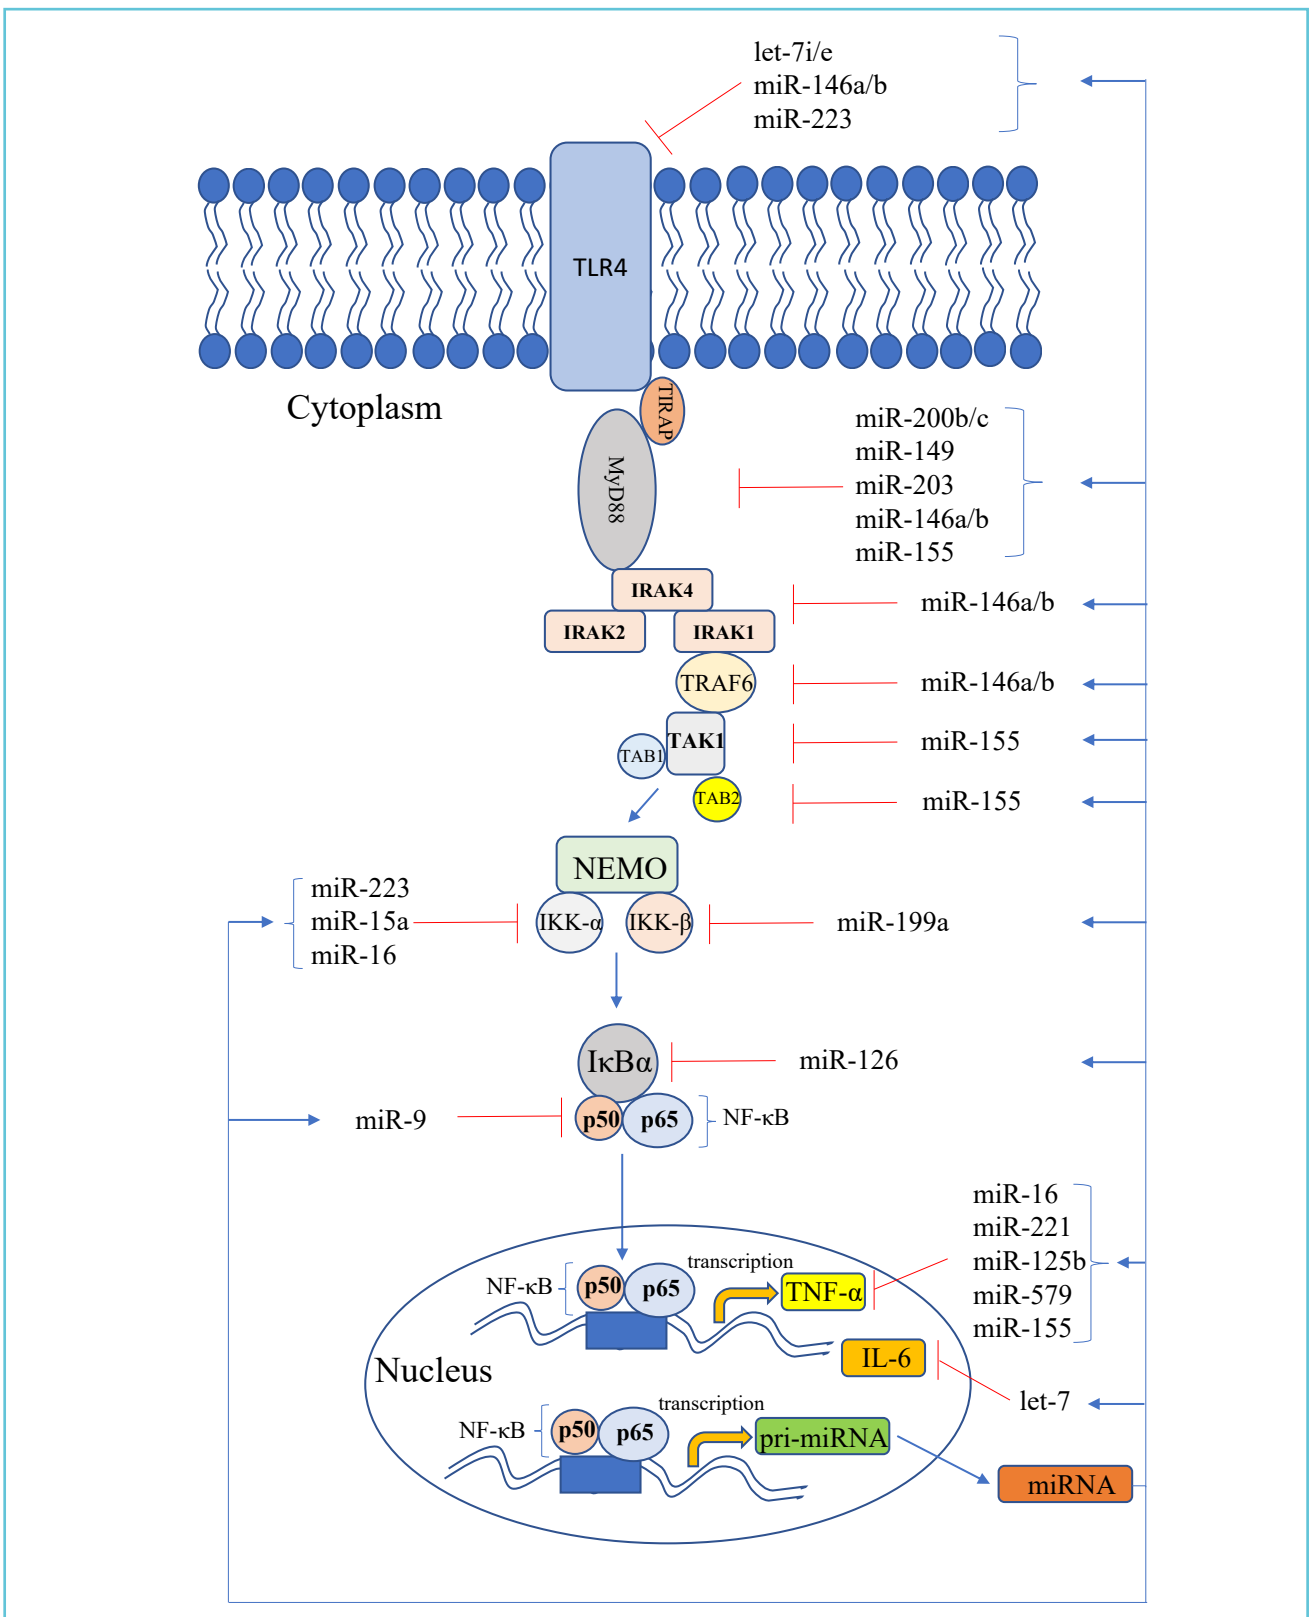 let-7i/e
miR-146a/b
miR-223
TLR4
Cytoplasm
TIRAP
MyD88
miR-200b/c
miR-149
miR-203
miR-146a/b
miR-155
IRAK4
IRAK2
IRAK1
miR-146a/b
TRAF6
miR-146a/b
TAK1
TAB1
miR-155
TAB2
miR-155
NEMO
miR-223
miR-15a
miR-16
IKK-α
IKK-β
miR-199a
IκBα
miR-126
miR-9
p50
p65
NF-κB
miR-16
miR-221
miR-125b
miR-579
miR-155
NF-κB
p50
p65
transcription
TNF-α
IL-6
Nucleus
let-7
NF-κB
p50
p65
transcription
pri-miRNA
miRNA